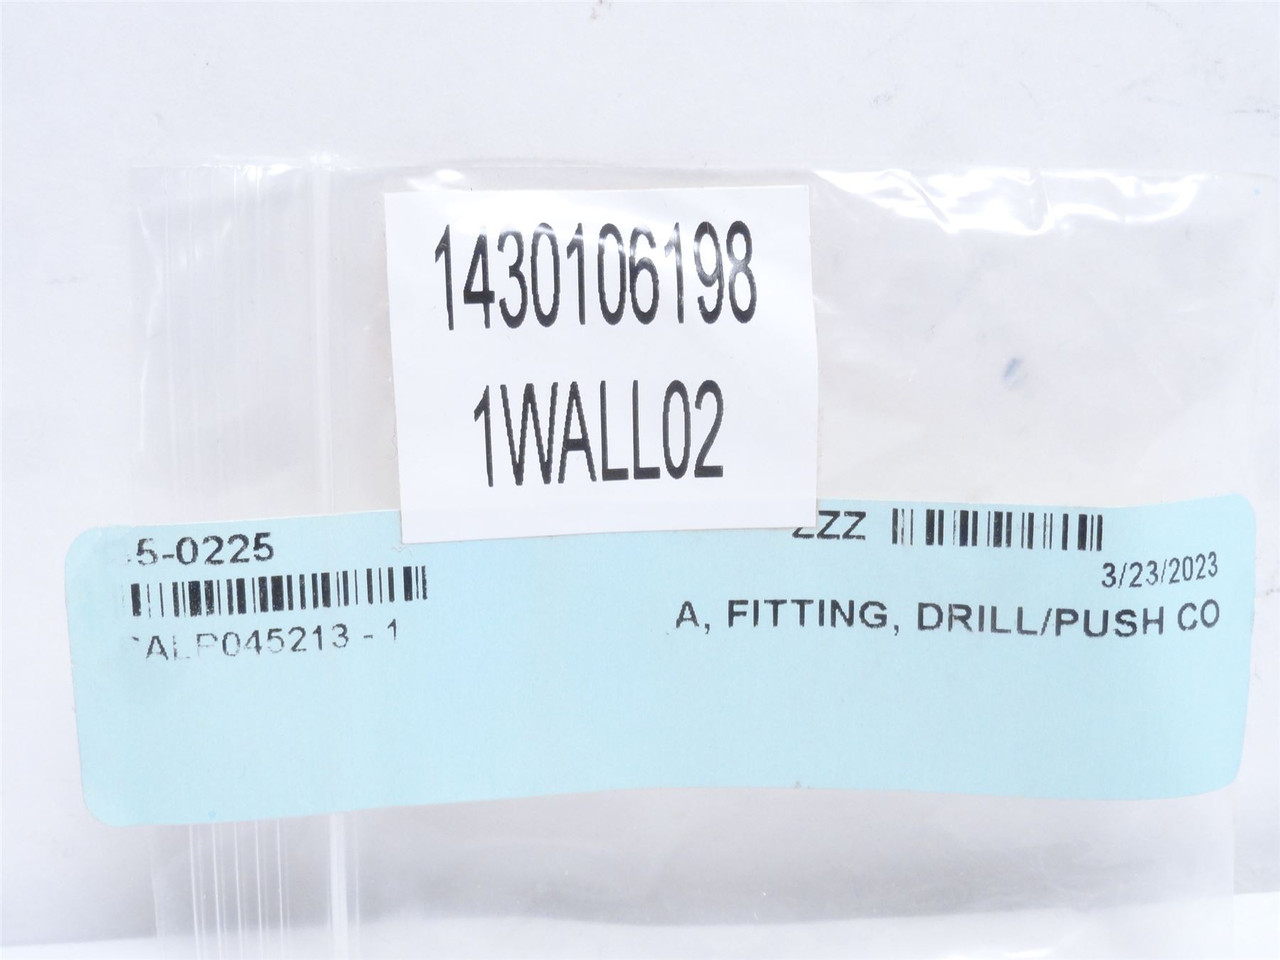 1430106198
1WALL02
5-0225
ZZZ
3/23/2023
ALP045213 - 1
A, FITTING, DRILL/PUSH CO